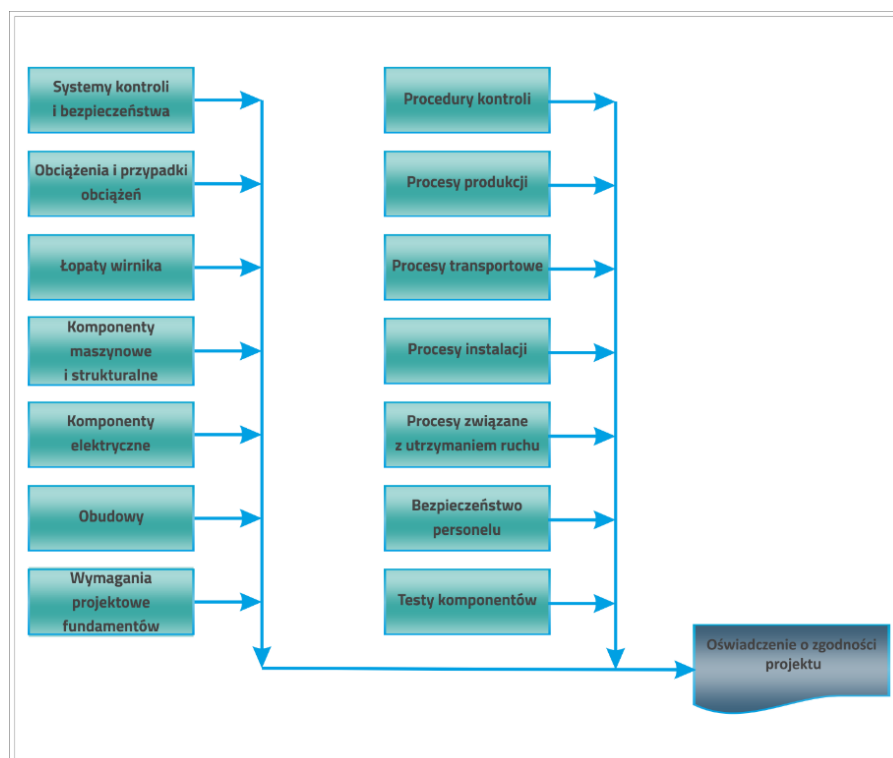 Systemy kontroli
i bezpieczeństwa
Obciążenia i przypadki
obciążeń
Łopaty wirnika
Komponenty
maszynowe
i strukturalne
Komponenty
elektryczne
Obudowy
Wymagania
projektowe
fundamentów
Procedury kontroli
Procesy produkcji
Procesy transportowe
Procesy instalacji
Procesy związane
z utrzymaniem ruchu
Bezpieczeństwo
personelu
Testy komponentów
Oświadczenie o zgodności
projektu